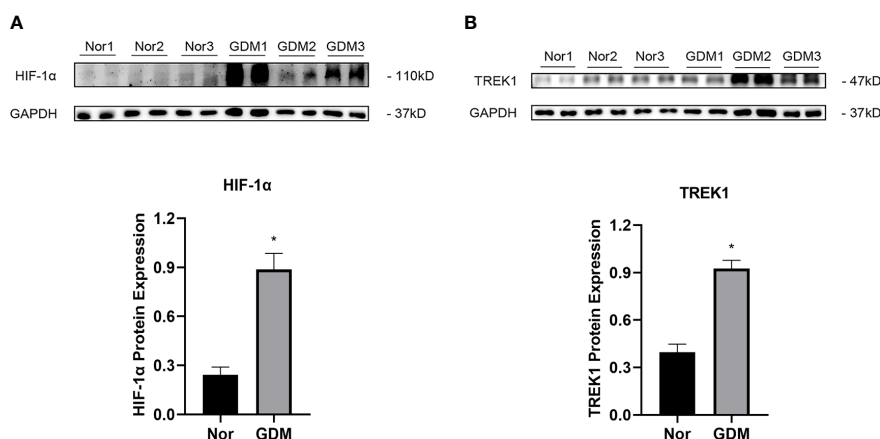 A
Nor1 Nor2 Nor3 GDM1 GDM2 GDM3
HIF-1α - 110kD
GAPDH - 37kD
HIF-1α
HIF-1α Protein Expression
1.2
0.9
0.6
0.3
0.0
*
Nor GDM
B
Nor1 Nor2 Nor3 GDM1 GDM2 GDM3
TREK1 - 47kD
GAPDH - 37kD
TREK1
TREK1 Protein Expression
1.2
0.9
0.6
0.3
0.0
*
Nor GDM